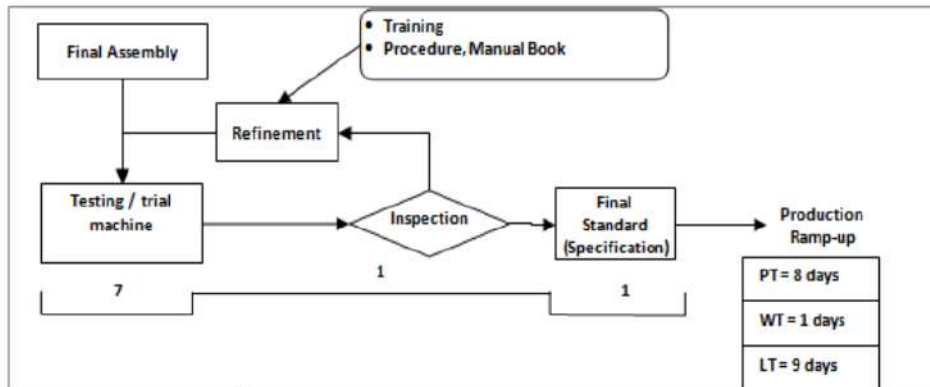 • Training
• Procedure, Manual Book
Final Assembly
Refinement
Testing / trial
machine
Inspection
Final
Standard
(Specification)
Production
Ramp-up
7
1
1
PT= 8 days
WT = 1 days
LT= 9 days